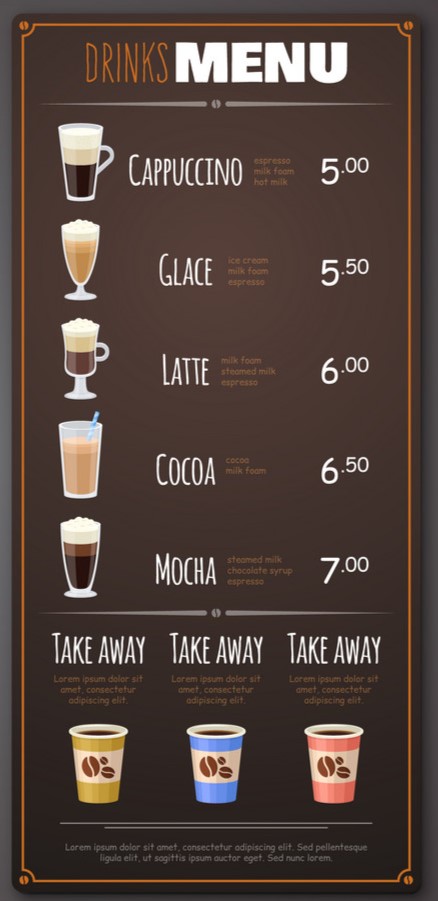 DRINKS MENU
CAPPUCCINO
espresso
milk foam
hot milk
5.00
GLACE
ice cream
milk foam
espresso
5.50
LATTE
milk foam
steamed milk
espresso
6.00
COCOA
cocoa
milk foam
6.50
MOCHA
steamed milk
chocolate syrup
espresso
7.00
TAKE AWAY
Lorem ipsum dolor sit
amet, consectetur
adipiscing elit.
TAKE AWAY
Lorem ipsum dolor sit
amet, consectetur
adipiscing elit.
TAKE AWAY
Lorem ipsum dolor sit
amet, consectetur
adipiscing elit.
Lorem ipsum dolor sit amet, consectetur adipiscing elit. Sed pellentesque
ligula elit, ut sagittis ipsum auctor eget. Sed nunc lorem.